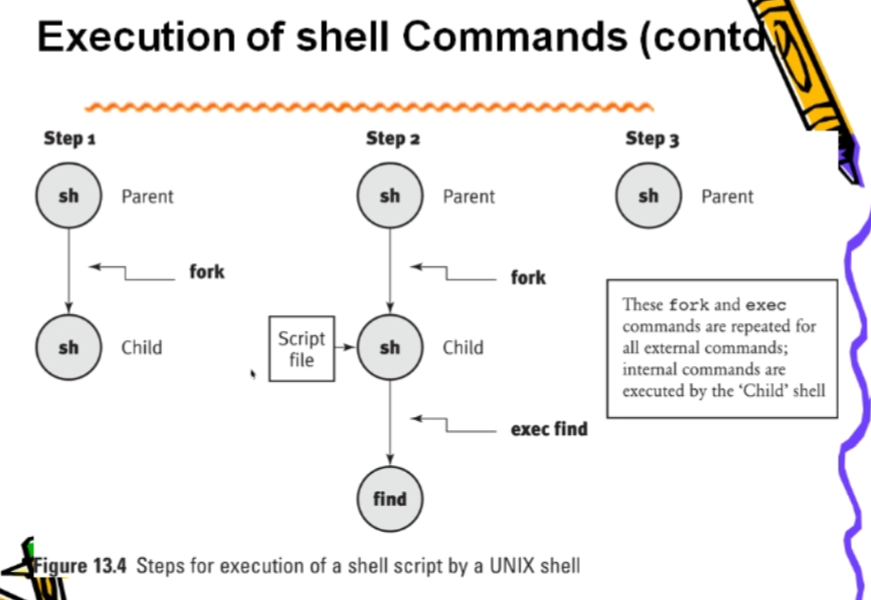 Execution of shell Commands (contd.
Step 1
sh
Parent
fork
sh
Child
Step 2
sh
Parent
fork
Script
file
sh
Child
exec find
find
Step 3
sh
Parent
These fork and exec
commands are repeated for
all external commands;
internal commands are
executed by the ‘Child’ shell
Figure 13.4 Steps for execution of a shell script by a UNIX shell